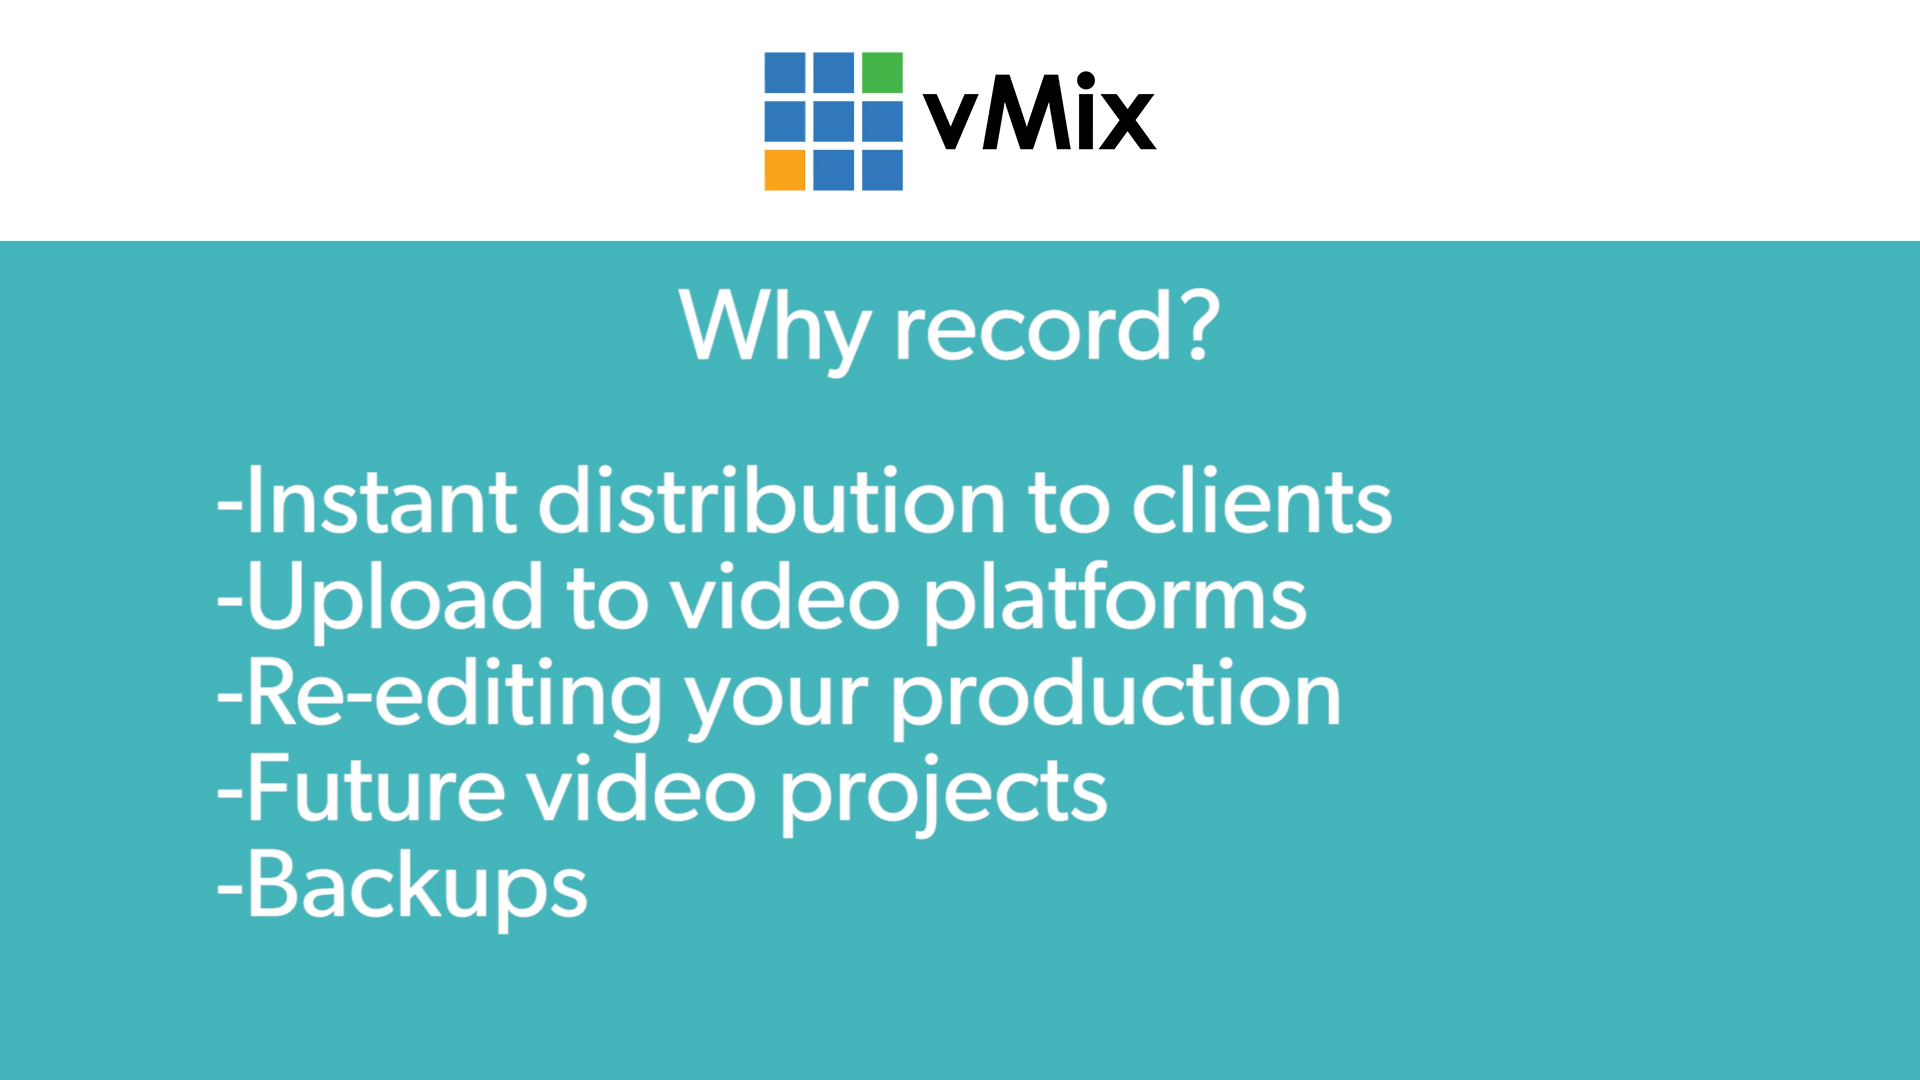 vMix
Why record?
-Instant distribution to clients
-Upload to video platforms
-Re-editing your production
-Future video projects
-Backups